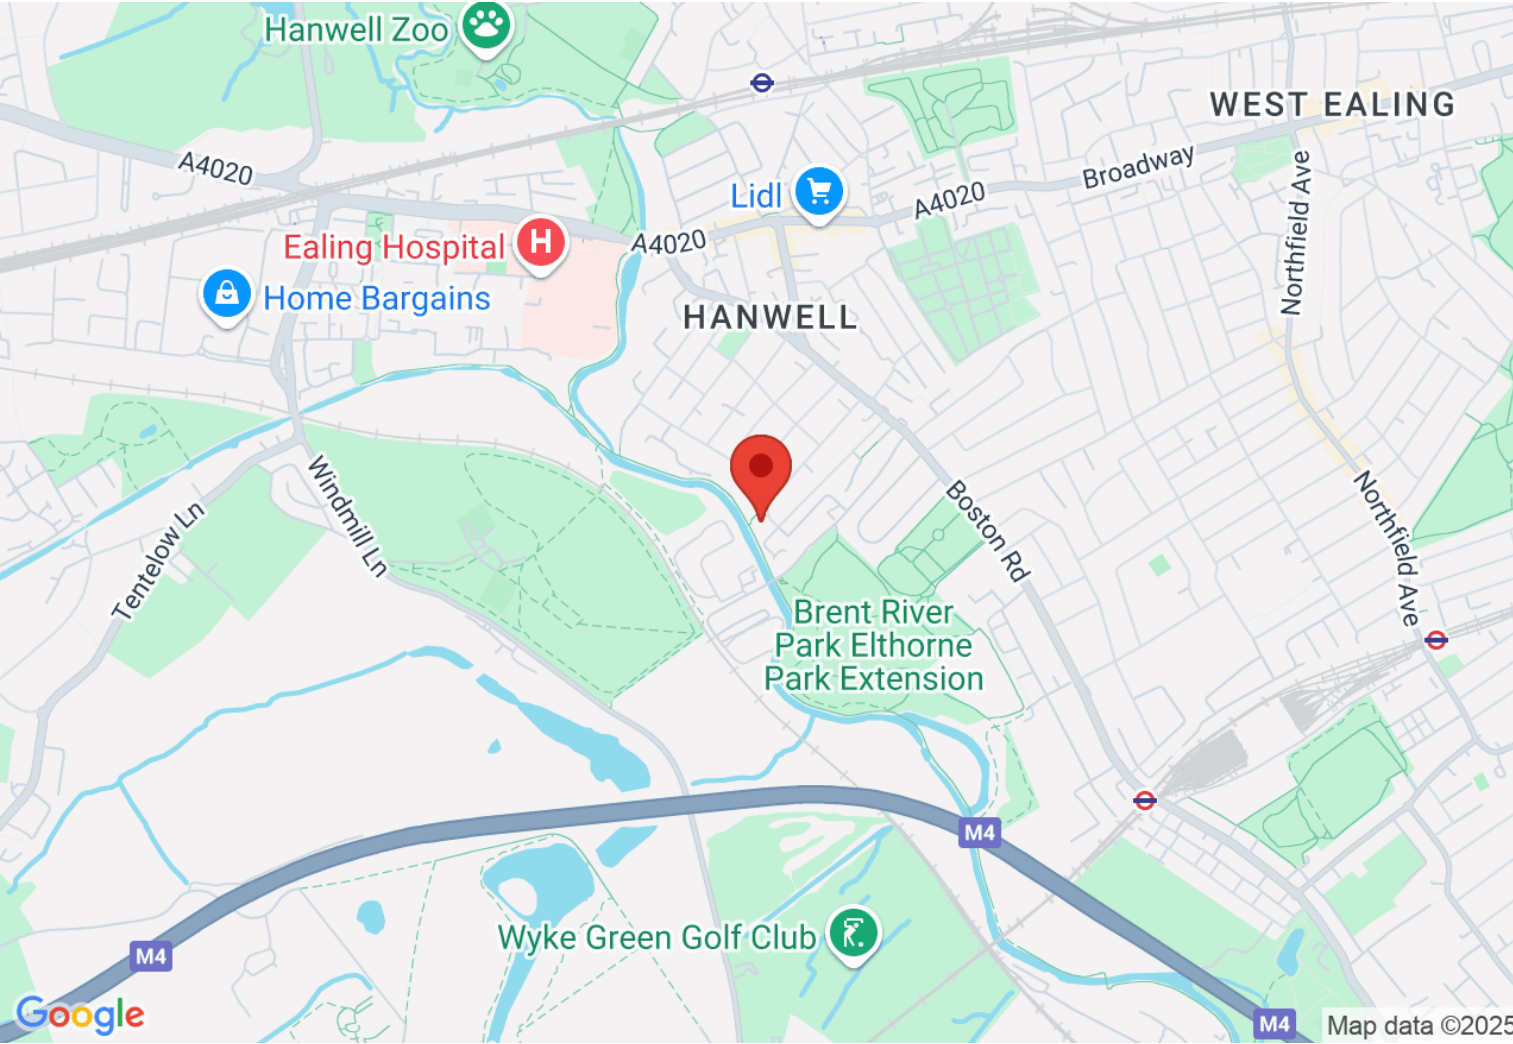 Hanwell Zoo
WEST EALING
A4020
Broadway
Lidl
A4020
Northfield Ave
Ealing Hospital
H
A4020
Home Bargains
HANWELL
Windmill Ln
Tentelow Ln
Boston Rd
Northfield Ave
Brent River
Park Elthorne
Park Extension
M4
Wyke Green Golf Club
M4
Google
M4
Map data ©2025